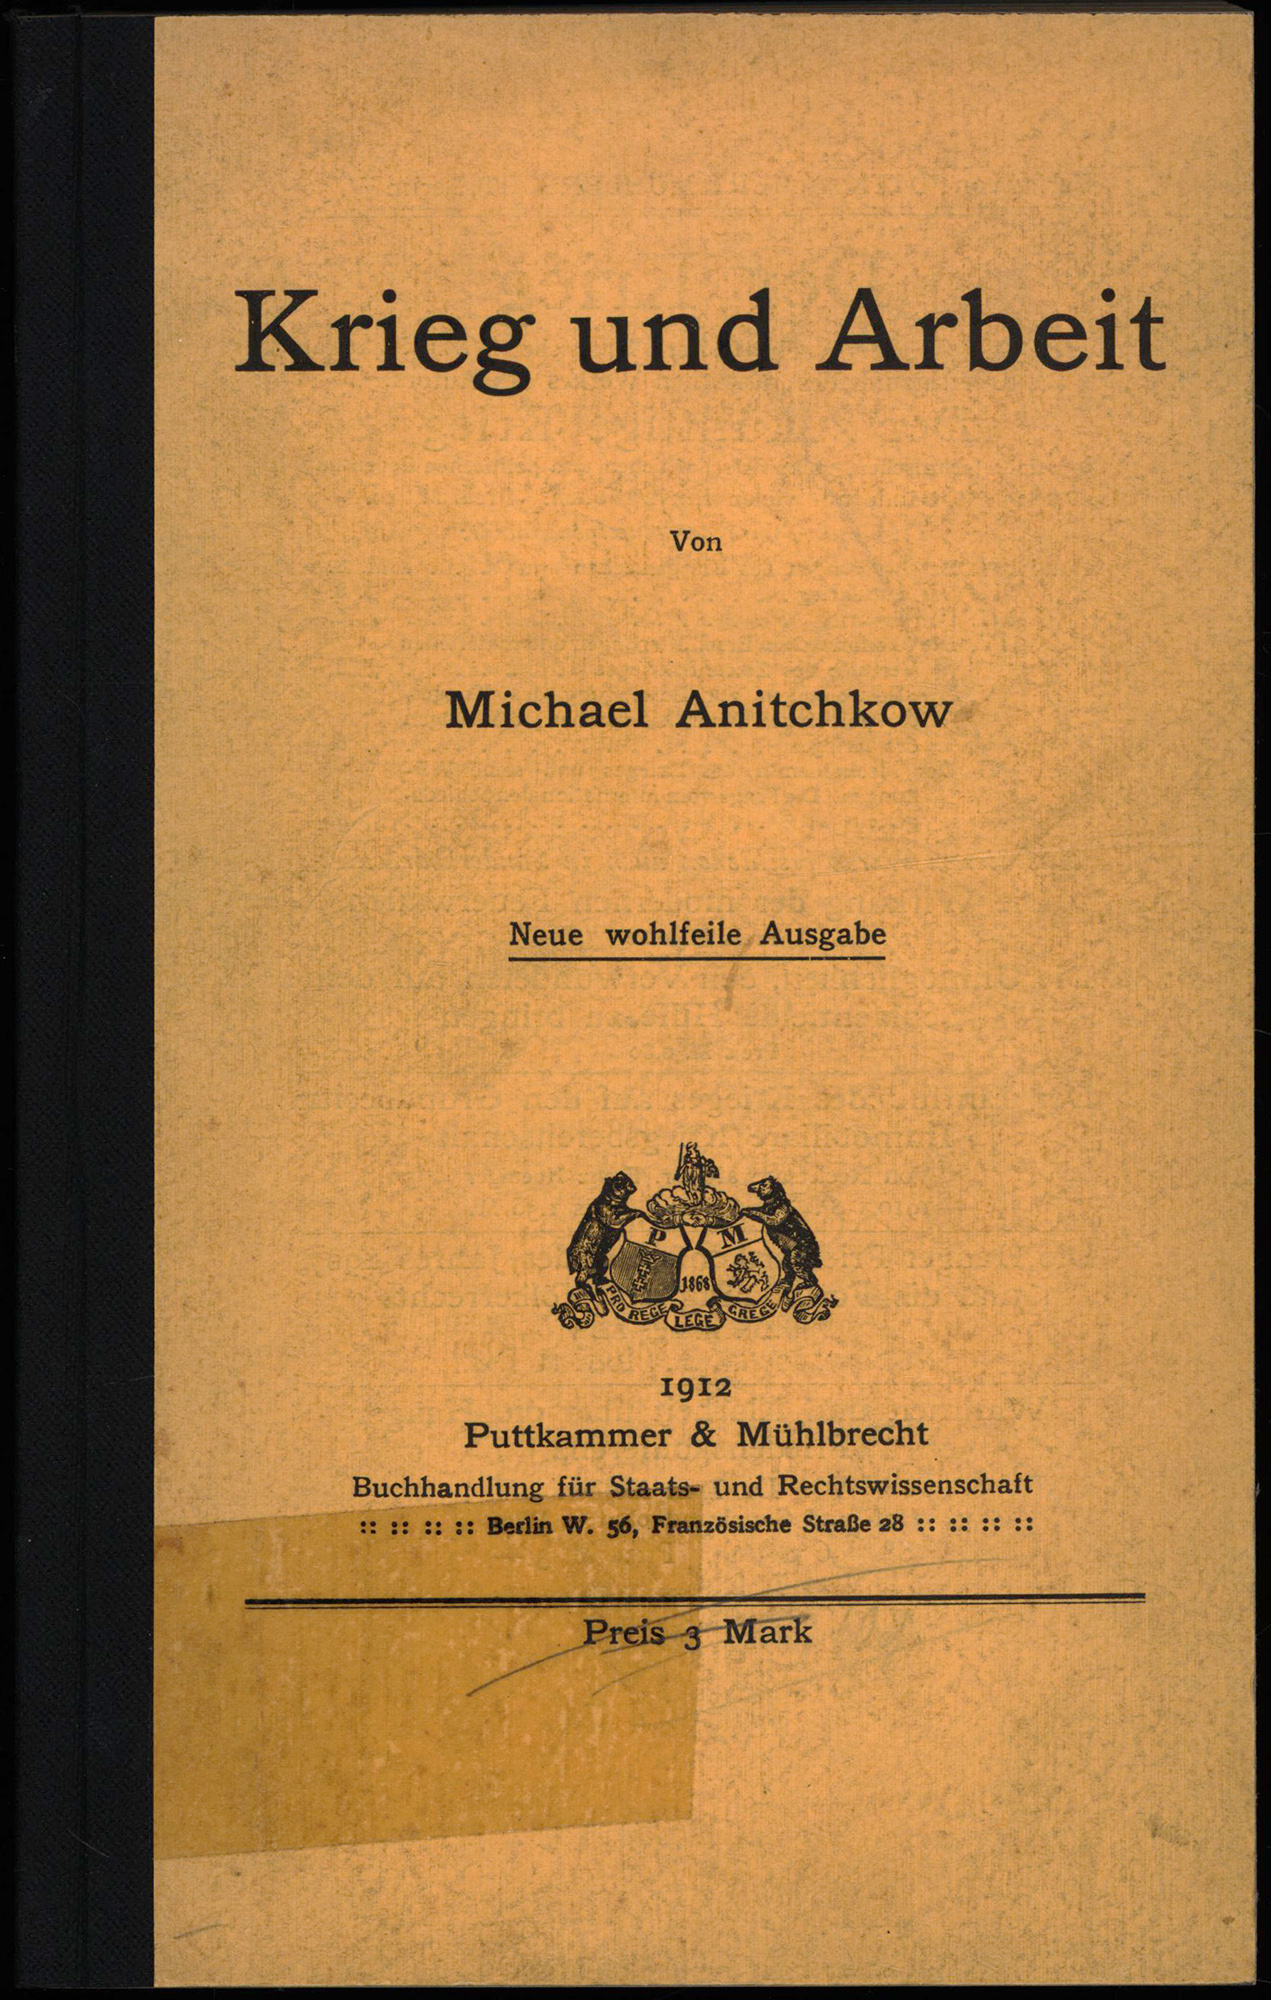 Krieg und Arbeit
Von
Michael Anitchkow
Neue wohlfeile Ausgabe
P M
1868
PRO REGE LEGE GREGE
1912
Puttkammer & Mühlbrecht
Buchhandlung für Staats- und Rechtswissenschaft
:: :: :: :: Berlin W. 56, Französische Straße 28 :: :: :: ::
Preis 3 Mark